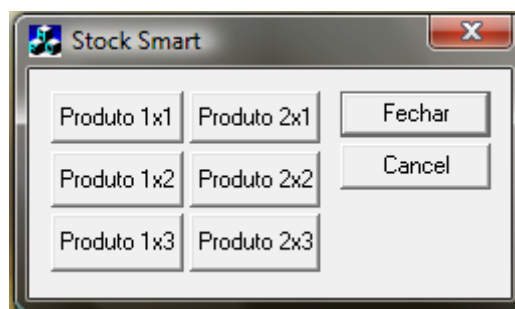 Stock Smart
Produto 1x1 Produto 2x1 Fechar
Produto 1x2 Produto 2x2 Cancel
Produto 1x3 Produto 2x3